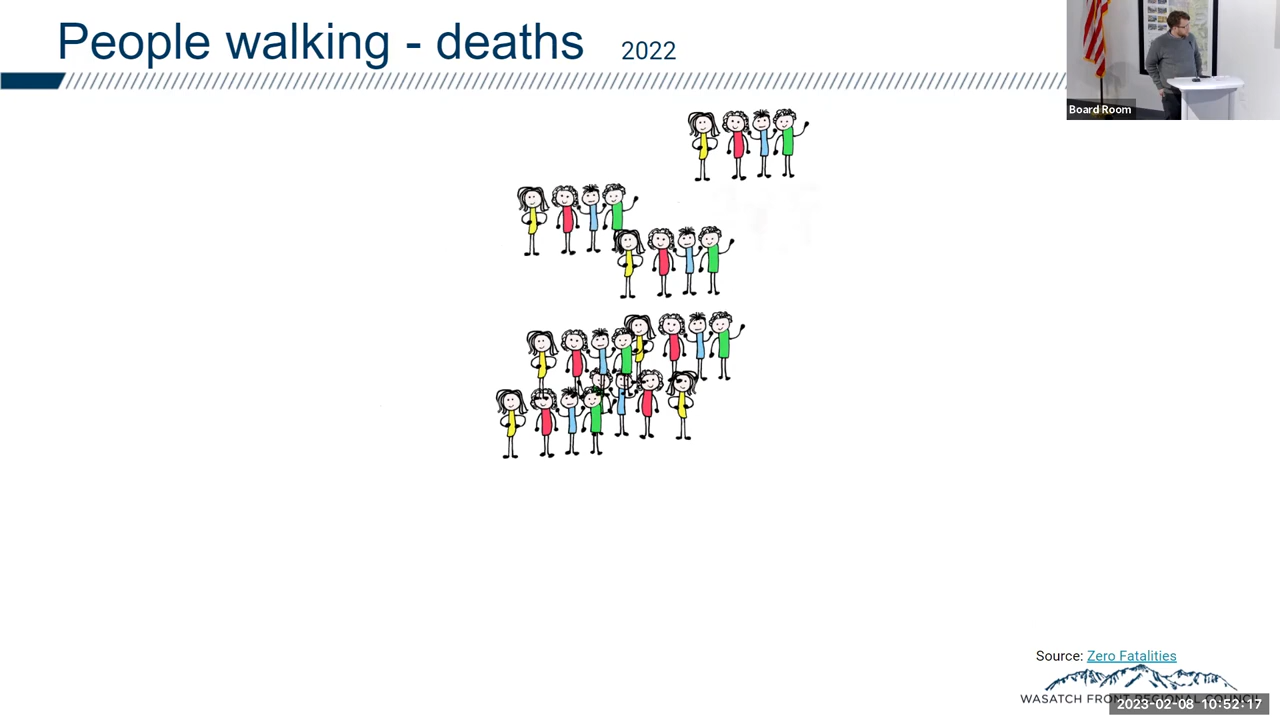 People walking - deaths 2022
Board Room
Source: Zero Fatalities
WASATCH FRONT REGIONAL COUNCIL
2023-02-08 10:52:17